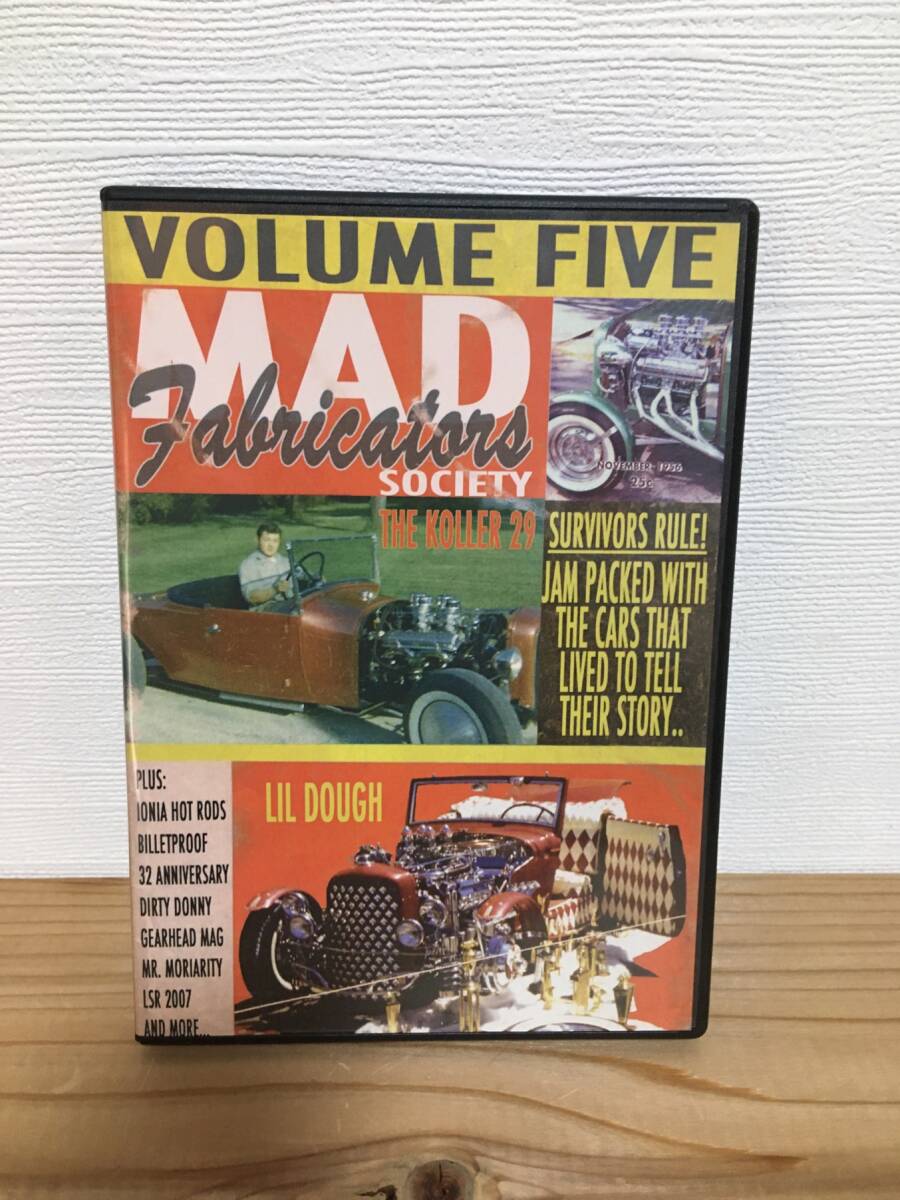 VOLUME FIVE
MAD
Fabricators
SOCIETY
NOVEMBER 1956
25¢
THE KOLLER 29
SURVIVORS RULE!
JAM PACKED WITH
THE CARS THAT
LIVED TO TELL
THEIR STORY..
PLUS:
IONIA HOT RODS
BILLETPROOF
32 ANNIVERSARY
DIRTY DONNY
GEARHEAD MAG
MR. MORIARITY
LSR 2007
AND MORE...
LIL DOUGH